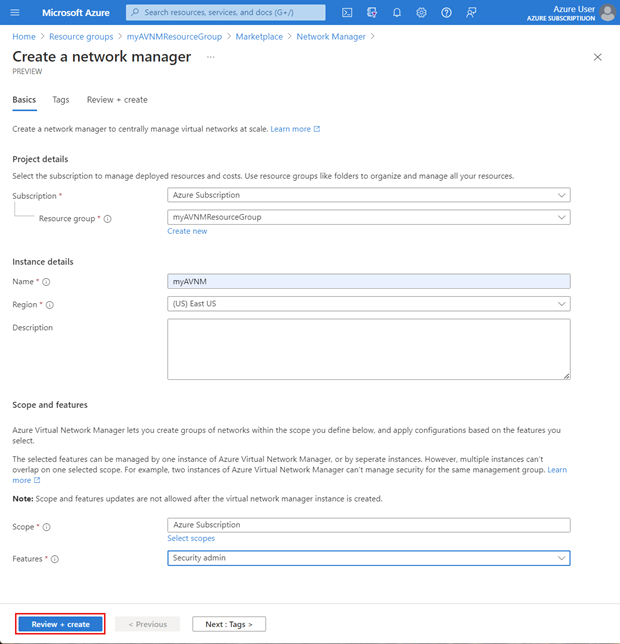 Microsoft Azure
Search resources, services, and docs (G+/)
Azure User
AZURE SUBSCRIPTIUON
Home > Resource groups > myAVNMResourceGroup > Marketplace > Network Manager >
Create a network manager ...
PREVIEW
Basics Tags Review + create
Create a network manager to centrally manage virtual networks at scale. Learn more
Project details
Select the subscription to manage deployed resources and costs. Use resource groups like folders to organize and manage all your resources.
Subscription * Azure Subscription
Resource group * myAVNMResourceGroup
Create new
Instance details
Name * myAVNM
Region * (US) East US
Description
Scope and features
Azure Virtual Network Manager lets you create groups of networks within the scope you define below, and apply configurations based on the features you
select.
The selected features can be managed by one instance of Azure Virtual Network Manager, or by seperate instances. However, multiple instances can't
overlap on one selected scope. For example, two instances of Azure Virtual Network Manager can't manage security for the same management group. Learn
more
Note: Scope and features updates are not allowed after the virtual network manager instance is created.
Scope * Azure Subscription
Select scopes
Features * Security admin
Review + create < Previous Next : Tags >